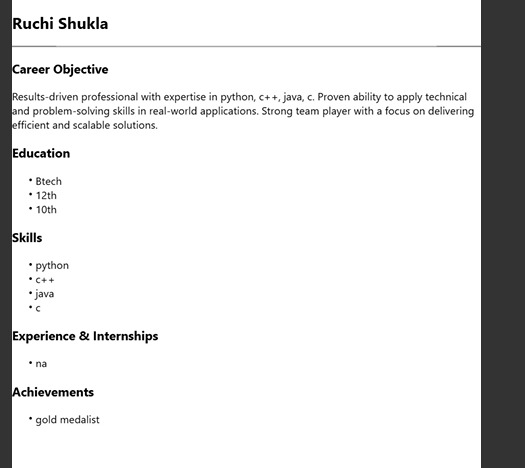 Ruchi Shukla
Career Objective
Results-driven professional with expertise in python, c++, java, c. Proven ability to apply technical
and problem-solving skills in real-world applications. Strong team player with a focus on delivering
efficient and scalable solutions.
Education
• Btech
• 12th
• 10th
Skills
• python
• c++
• java
• c
Experience & Internships
• na
Achievements
• gold medalist